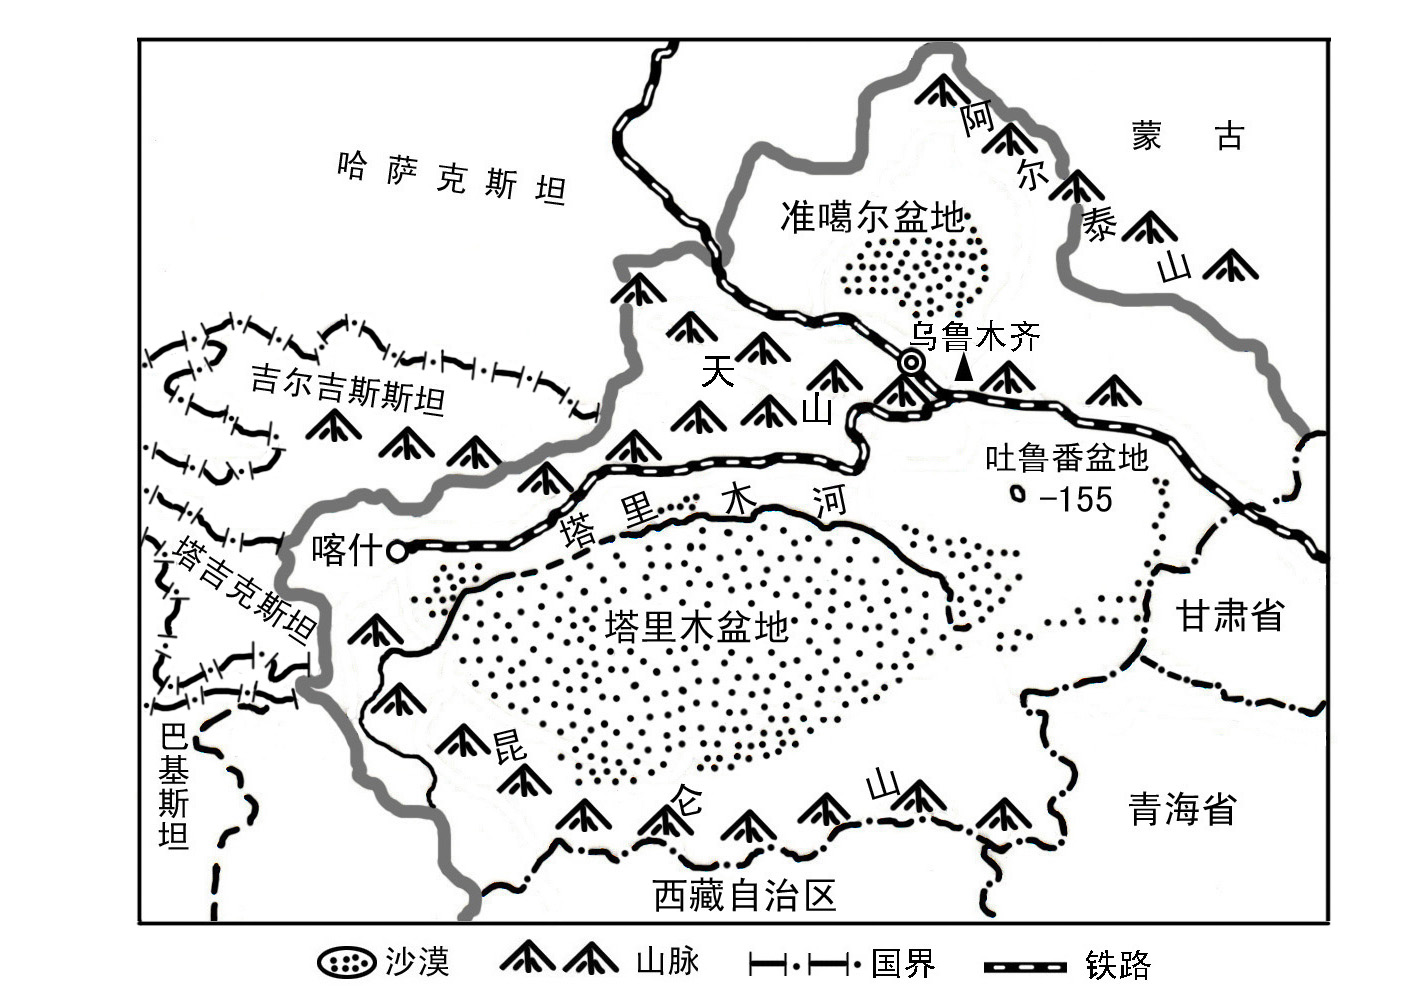 蒙古
哈萨克斯坦
阿尔泰山
准噶尔盆地
乌鲁木齐
天山
吉尔吉斯斯坦
吐鲁番盆地
-155
塔里木河
喀什
塔吉克斯坦
塔里木盆地
甘肃省
巴基斯坦
昆仑山
青海省
西藏自治区
沙漠
山脉
国界
铁路